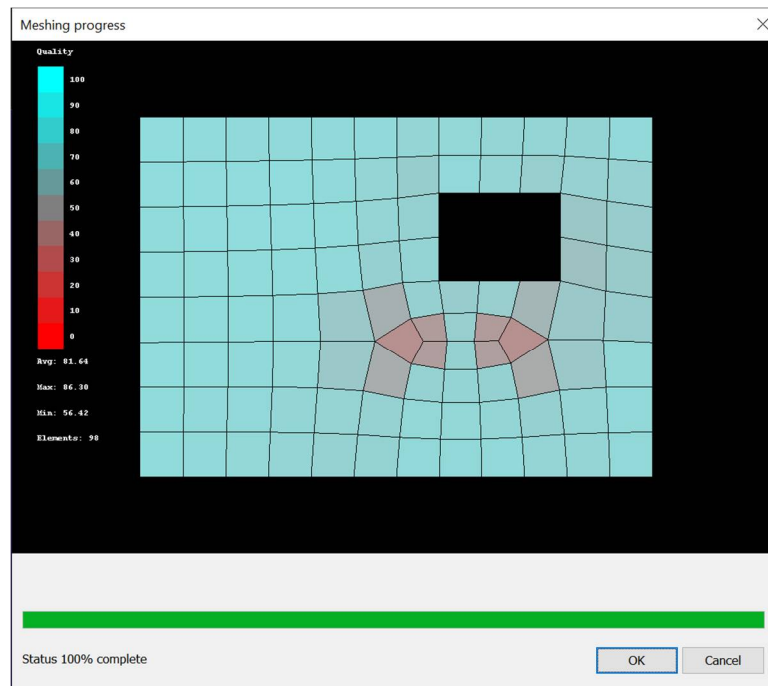 Meshing progress
Quality
100
90
80
70
60
50
40
30
20
10
0
Avg: 81.64
Max: 86.30
Min: 56.42
Elements: 98
Status 100% complete
OK
Cancel